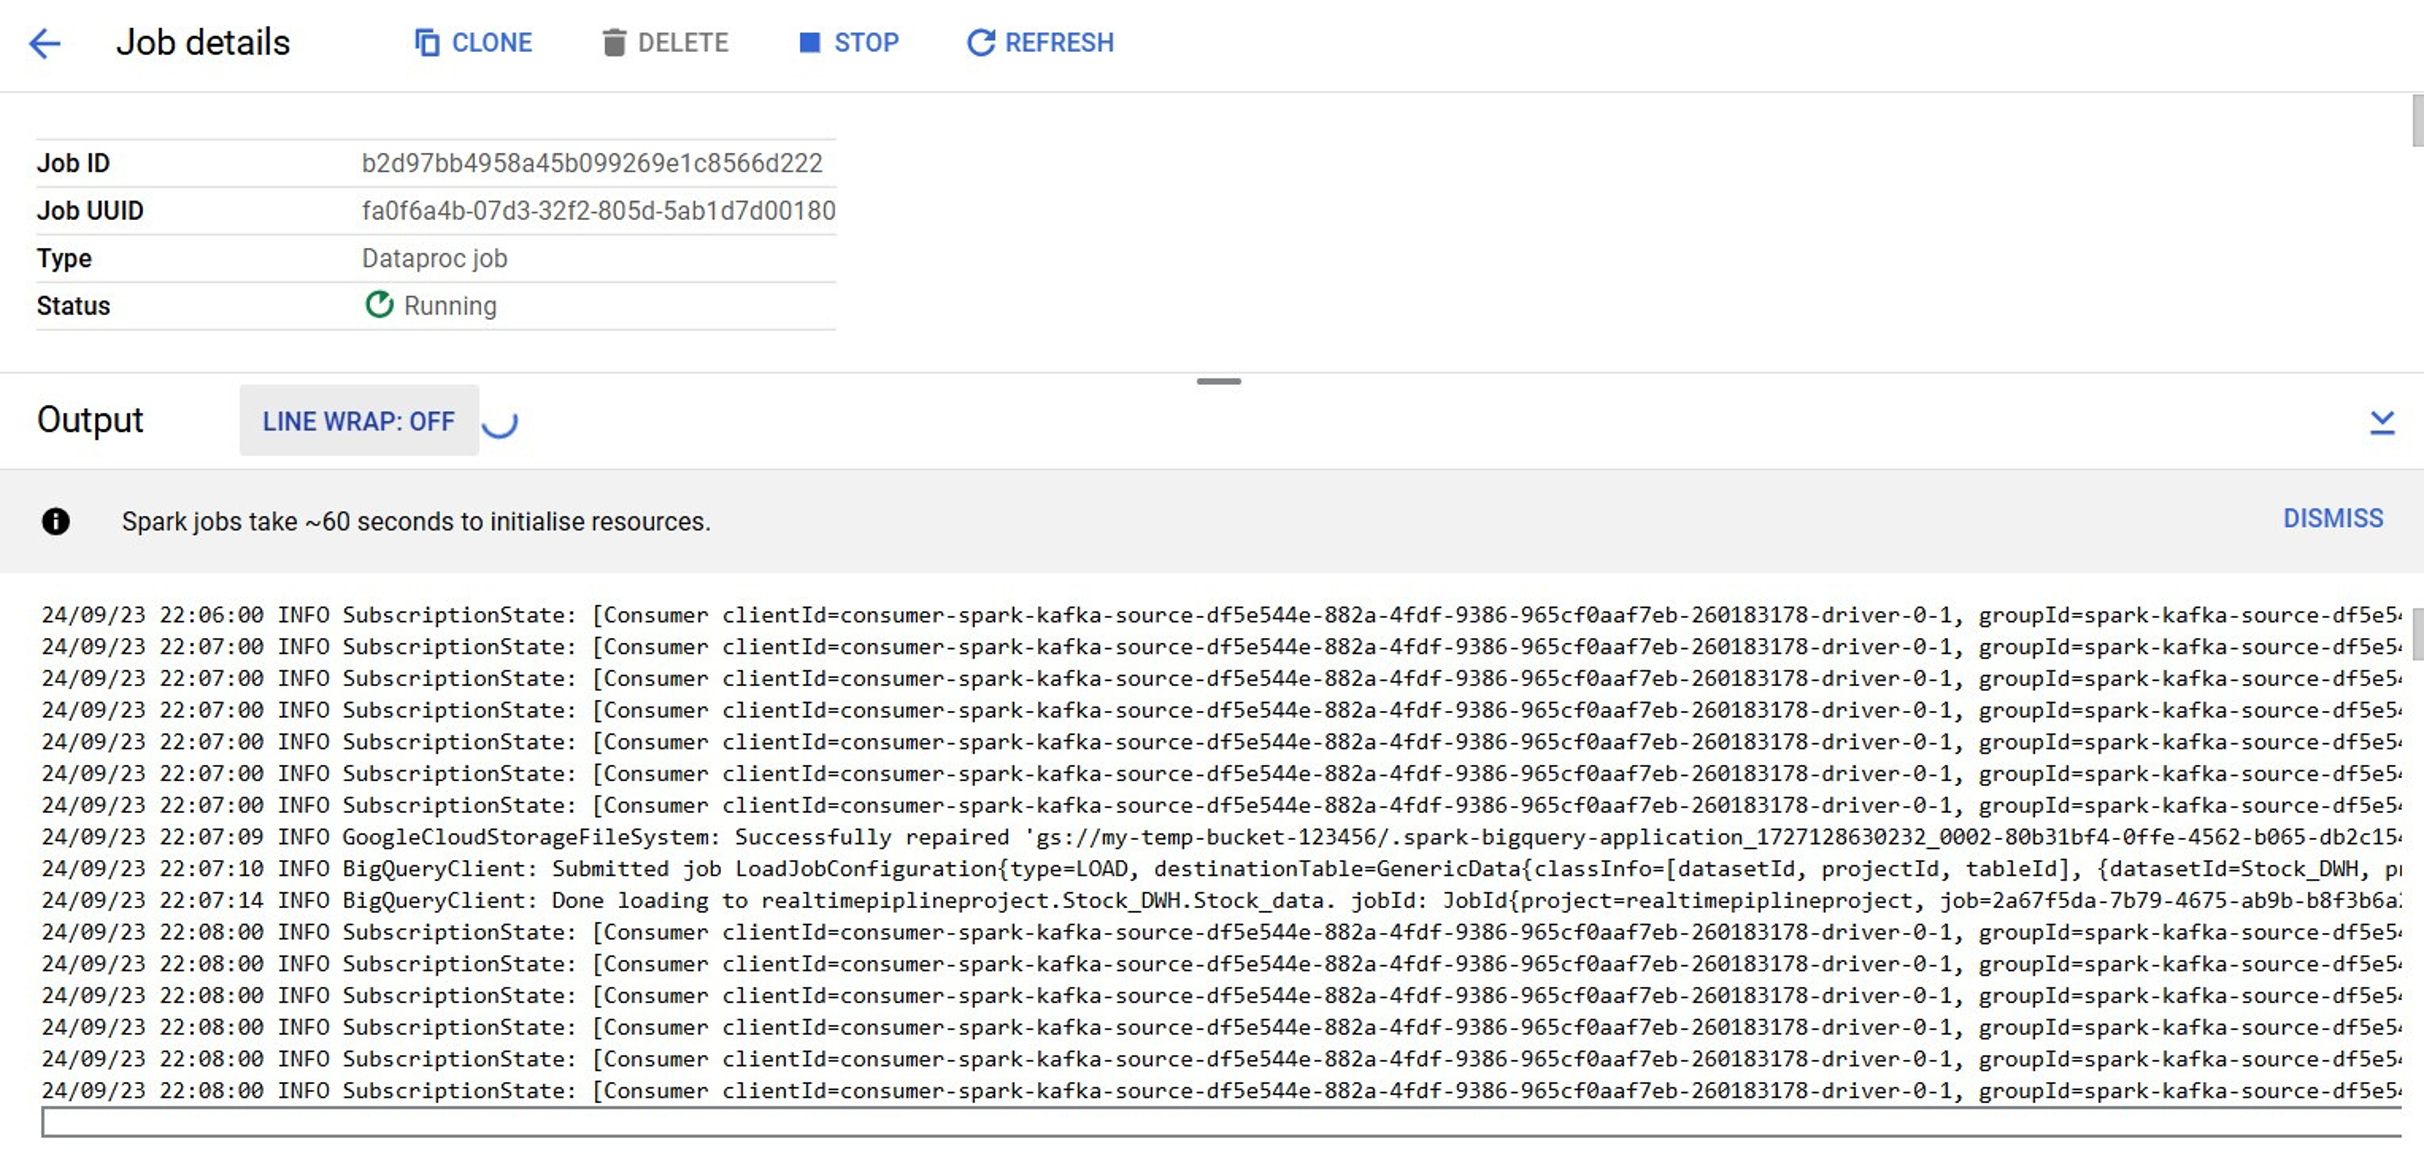 Job details CLONE DELETE STOP REFRESH
Job ID b2d97bb4958a45b099269e1c8566d222
Job UUID fa0f6a4b-07d3-32f2-805d-5ab1d7d00180
Type Dataproc job
Status Running
Output LINE WRAP: OFF
Spark jobs take ~60 seconds to initialise resources. DISMISS
24/09/23 22:06:00 INFO SubscriptionState: [Consumer clientId=consumer-spark-kafka-source-df5e544e-882a-4fdf-9386-965cf0aaf7eb-260183178-driver-0-1, groupId=spark-kafka-source-df5e54
24/09/23 22:07:00 INFO SubscriptionState: [Consumer clientId=consumer-spark-kafka-source-df5e544e-882a-4fdf-9386-965cf0aaf7eb-260183178-driver-0-1, groupId=spark-kafka-source-df5e54
24/09/23 22:07:00 INFO SubscriptionState: [Consumer clientId=consumer-spark-kafka-source-df5e544e-882a-4fdf-9386-965cf0aaf7eb-260183178-driver-0-1, groupId=spark-kafka-source-df5e54
24/09/23 22:07:00 INFO SubscriptionState: [Consumer clientId=consumer-spark-kafka-source-df5e544e-882a-4fdf-9386-965cf0aaf7eb-260183178-driver-0-1, groupId=spark-kafka-source-df5e54
24/09/23 22:07:00 INFO SubscriptionState: [Consumer clientId=consumer-spark-kafka-source-df5e544e-882a-4fdf-9386-965cf0aaf7eb-260183178-driver-0-1, groupId=spark-kafka-source-df5e54
24/09/23 22:07:00 INFO SubscriptionState: [Consumer clientId=consumer-spark-kafka-source-df5e544e-882a-4fdf-9386-965cf0aaf7eb-260183178-driver-0-1, groupId=spark-kafka-source-df5e54
24/09/23 22:07:00 INFO SubscriptionState: [Consumer clientId=consumer-spark-kafka-source-df5e544e-882a-4fdf-9386-965cf0aaf7eb-260183178-driver-0-1, groupId=spark-kafka-source-df5e54
24/09/23 22:07:09 INFO GoogleCloudStorageFileSystem: Successfully repaired 'gs://my-temp-bucket-123456/.spark-bigquery-application_1727128630232_0002-80b31bf4-0ffe-4562-b065-db2c154
24/09/23 22:07:10 INFO BigQueryClient: Submitted job LoadJobConfiguration{type=LOAD, destinationTable=GenericData{classInfo=[datasetId, projectId, tableId], {datasetId=Stock_DWH, pr
24/09/23 22:07:14 INFO BigQueryClient: Done loading to realtimepiplineproject.Stock_DWH.Stock_data. jobId: JobId{project=realtimepiplineproject, job=2a67f5da-7b79-4675-ab9b-b8f3b6a2
24/09/23 22:08:00 INFO SubscriptionState: [Consumer clientId=consumer-spark-kafka-source-df5e544e-882a-4fdf-9386-965cf0aaf7eb-260183178-driver-0-1, groupId=spark-kafka-source-df5e54
24/09/23 22:08:00 INFO SubscriptionState: [Consumer clientId=consumer-spark-kafka-source-df5e544e-882a-4fdf-9386-965cf0aaf7eb-260183178-driver-0-1, groupId=spark-kafka-source-df5e54
24/09/23 22:08:00 INFO SubscriptionState: [Consumer clientId=consumer-spark-kafka-source-df5e544e-882a-4fdf-9386-965cf0aaf7eb-260183178-driver-0-1, groupId=spark-kafka-source-df5e54
24/09/23 22:08:00 INFO SubscriptionState: [Consumer clientId=consumer-spark-kafka-source-df5e544e-882a-4fdf-9386-965cf0aaf7eb-260183178-driver-0-1, groupId=spark-kafka-source-df5e54
24/09/23 22:08:00 INFO SubscriptionState: [Consumer clientId=consumer-spark-kafka-source-df5e544e-882a-4fdf-9386-965cf0aaf7eb-260183178-driver-0-1, groupId=spark-kafka-source-df5e54
24/09/23 22:08:00 INFO SubscriptionState: [Consumer clientId=consumer-spark-kafka-source-df5e544e-882a-4fdf-9386-965cf0aaf7eb-260183178-driver-0-1, groupId=spark-kafka-source-df5e54